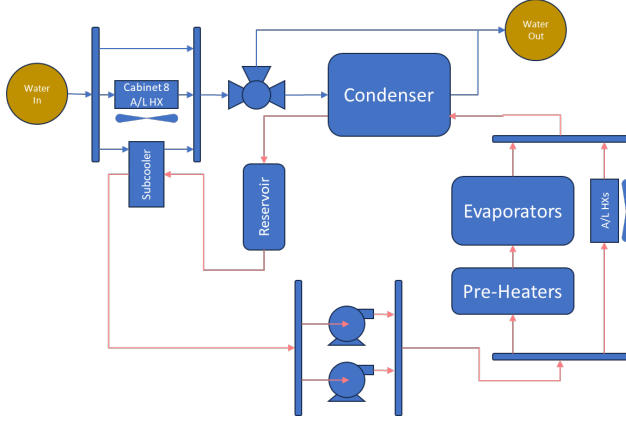 Water
In
Cabinet 8
A/L HX
Subcooler
Condenser
Water
Out
Reservoir
Evaporators
A/L HXs
Pre-Heaters